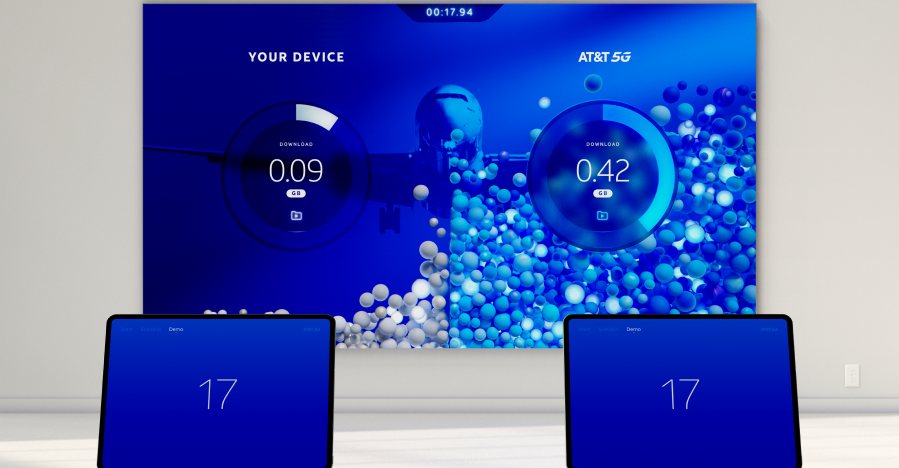 00:17.94
YOUR DEVICE
AT&T 5G
DOWNLOAD
0.09
GB
DOWNLOAD
0.42
GB
Demo
17
Demo
17